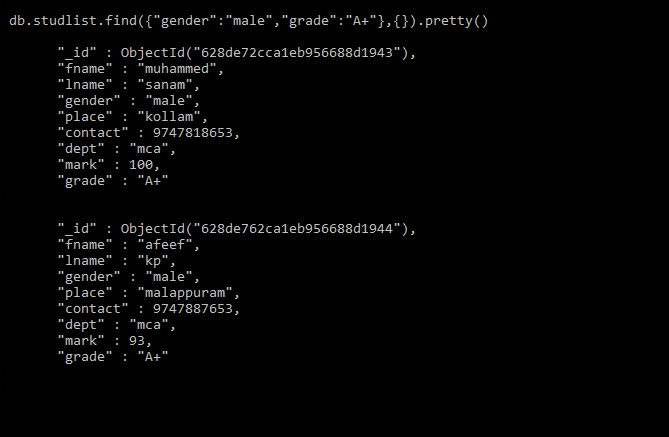 db.studlist.find({"gender":"male","grade":"A+"},{}).pretty()
"_id" : ObjectId("628de72cca1eb956688d1943"),
"fname" : "muhammed",
"lname" : "sanam",
"gender" : "male",
"place" : "kollam",
"contact" : 9747818653,
"dept" : "mca",
"mark" : 100,
"grade" : "A+"
"_id" : ObjectId("628de762ca1eb956688d1944"),
"fname" : "afeef",
"lname" : "kp",
"gender" : "male",
"place" : "malappuram",
"contact" : 9747887653,
"dept" : "mca",
"mark" : 93,
"grade" : "A+"